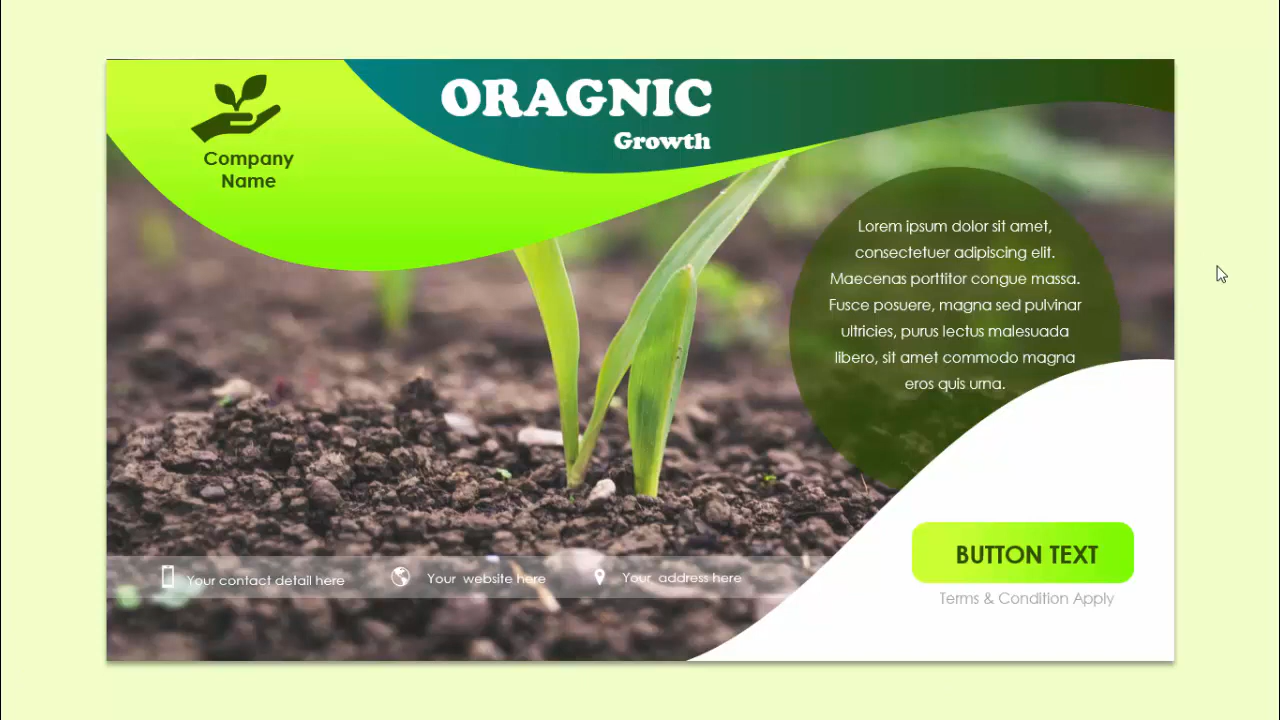 ORAGNIC
Growth
Company
Name
Lorem ipsum dolor sit amet,
consectetuer adipiscing elit.
Maecenas porttitor congue massa.
Fusce posuere, magna sed pulvinar
ultricies, purus lectus malesuada
libero, sit amet commodo magna
eros quis urna.
BUTTON TEXT
Terms & Condition Apply
Your contact detail here
Your website here
Your address here